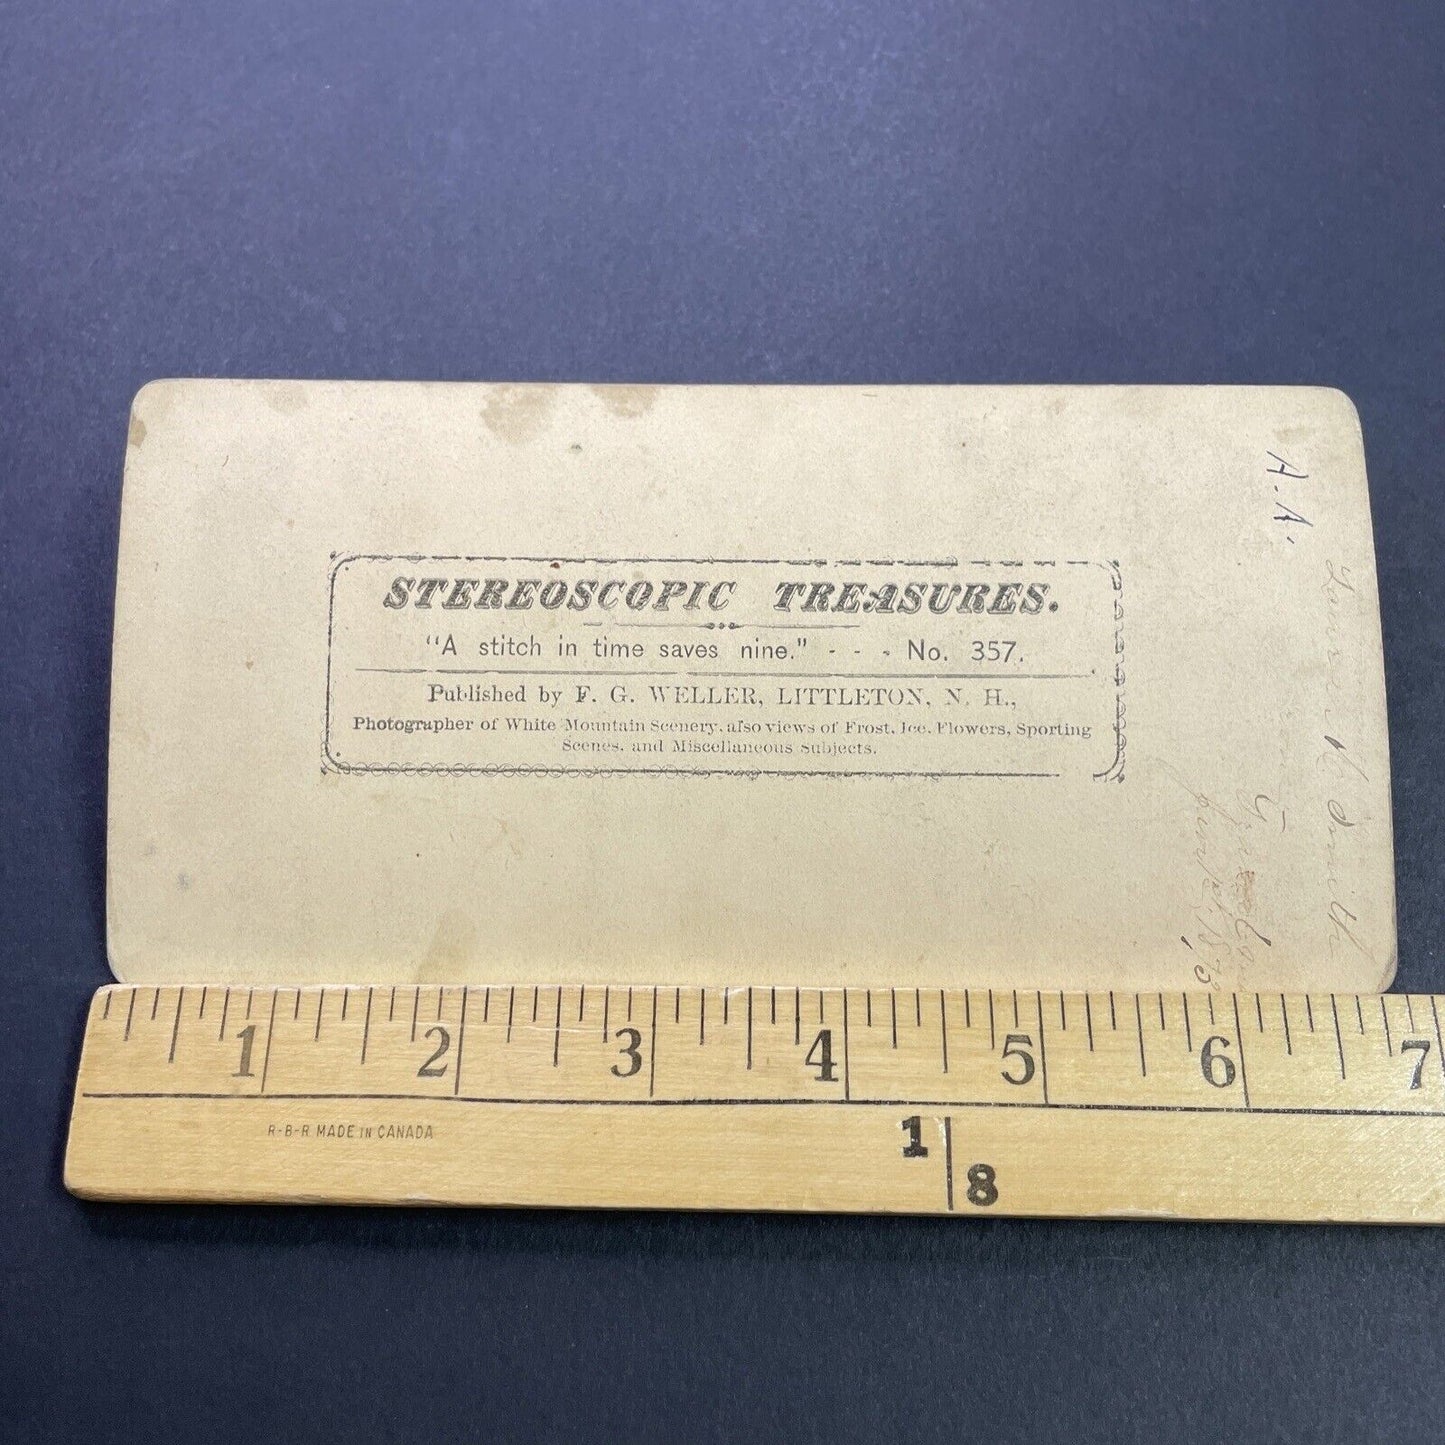 STEREOSCOPIC TREASURES.
"A stitch in time saves nine." - - - No. 357.
Published by F. G. WELLER, LITTLETON, N. H.,
Photographer of White Mountain Scenery, also views of Frost, Ice, Flowers, Sporting
Scenes, and Miscellaneous Subjects.
A. A.
Smith
1 2 3 4 5 6 7
R-B-R MADE IN CANADA
1 8